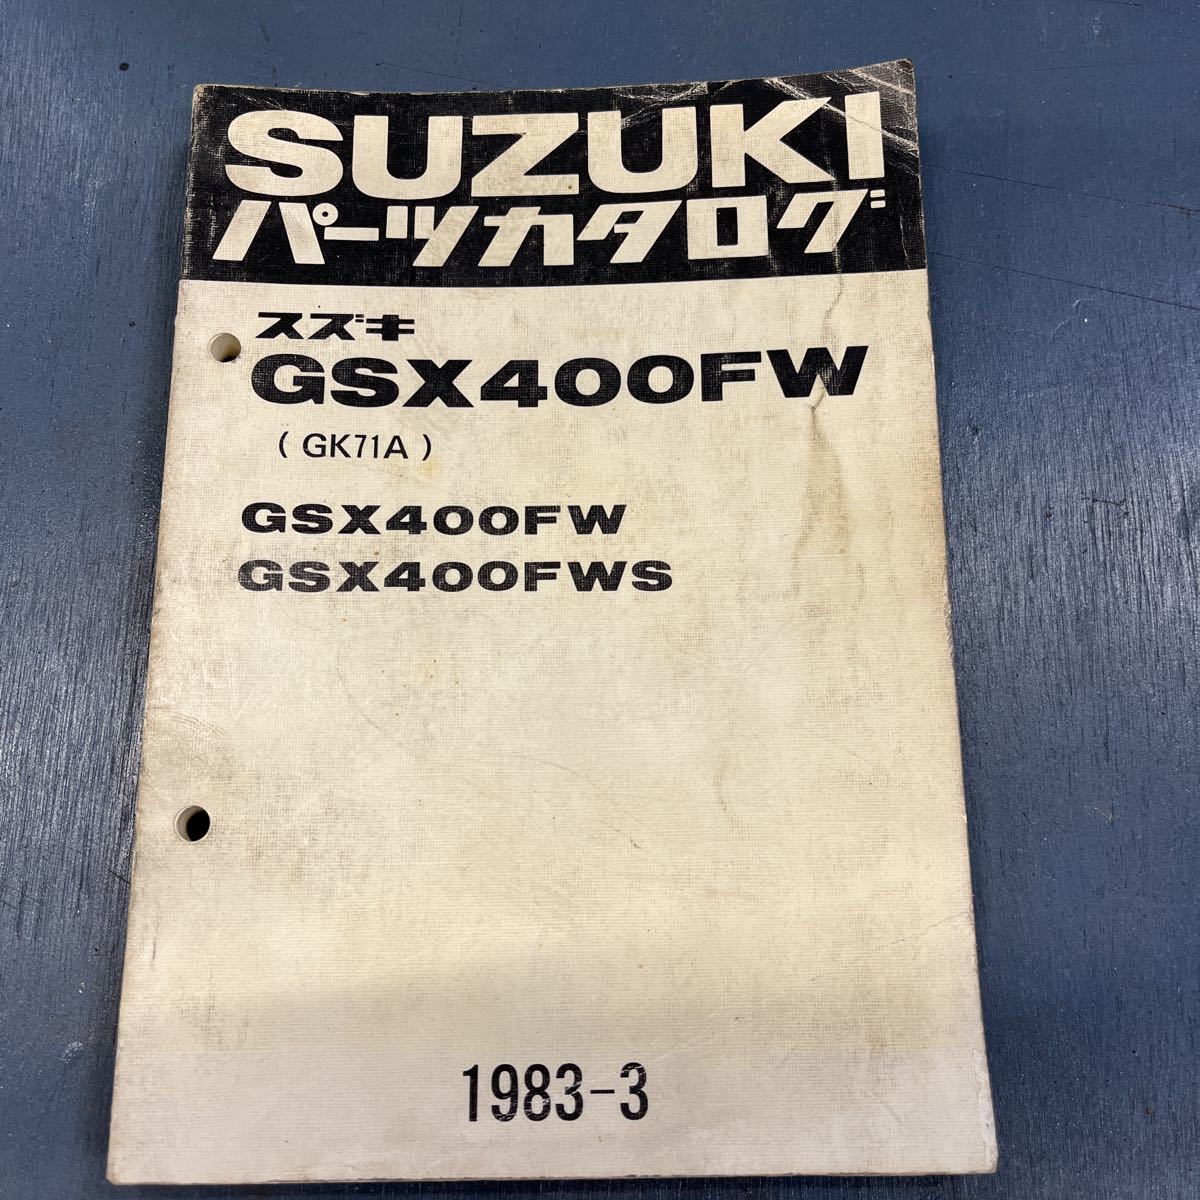 SUZUKI
パーツカタログ
スズキ
GSX400FW
( GK71A )
GSX400FW
GSX400FWS
1983-3